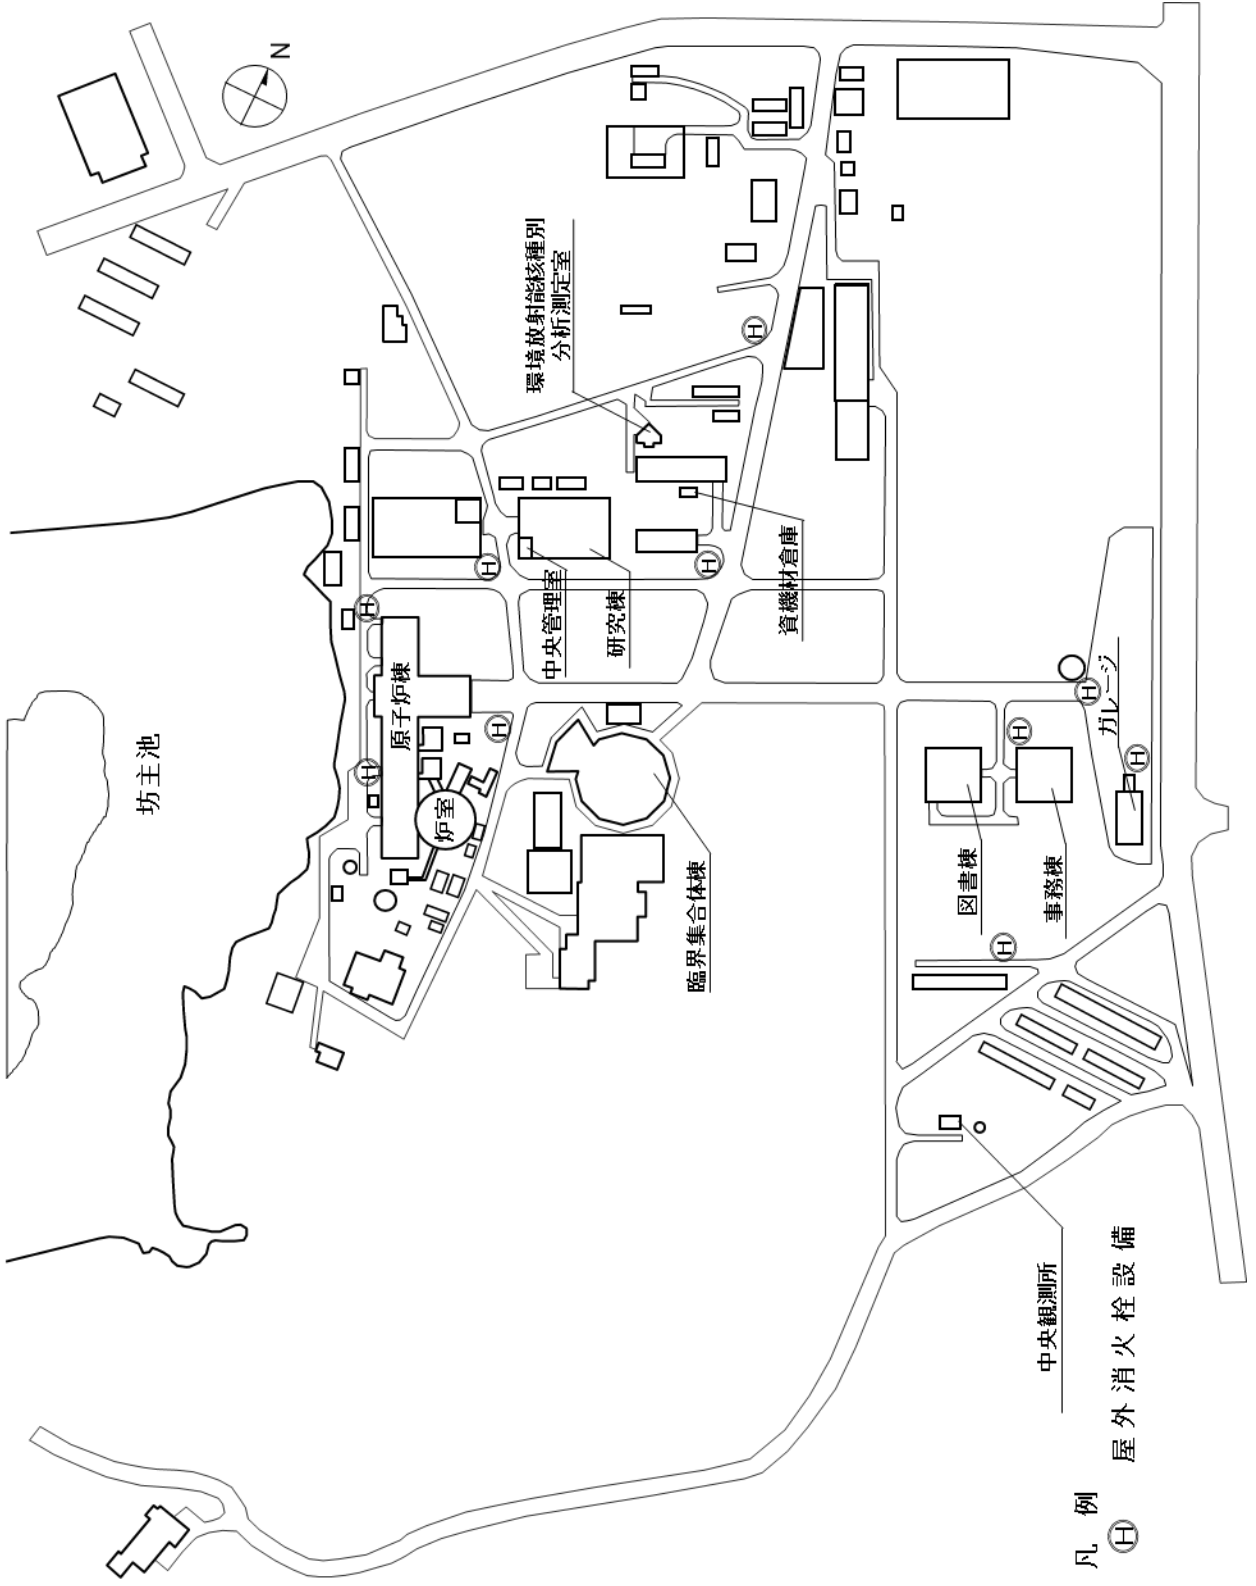 N
環境放射能核種別
分析測定室
H
坊主池
H
原子炉棟
H
炉室
H
H
中央管理室
研究棟
H
資機材倉庫
H
臨界集合体棟
H
ガレージ
H
H
図書棟
事務棟
H
中央観測所
凡 例
H 屋外消火栓設備